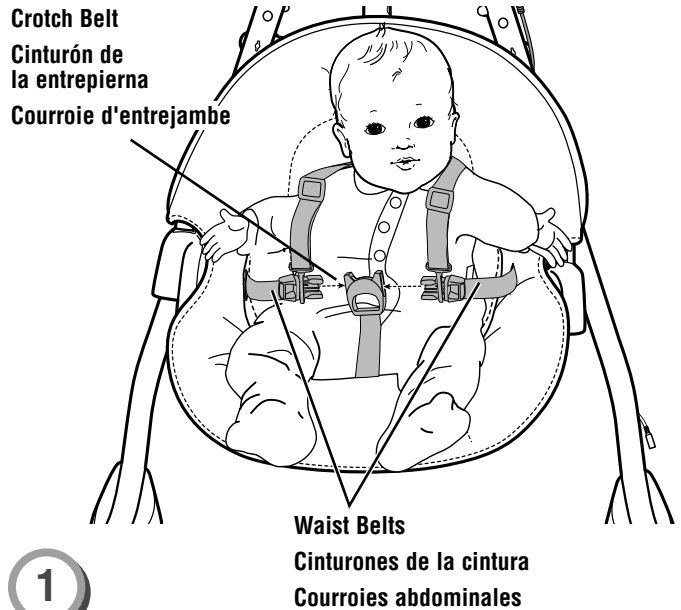 Crotch Belt
Cinturón de
la entrepierna
Courroie d'entrejambe
Waist Belts
Cinturones de la cintura
Courroies abdominales
1